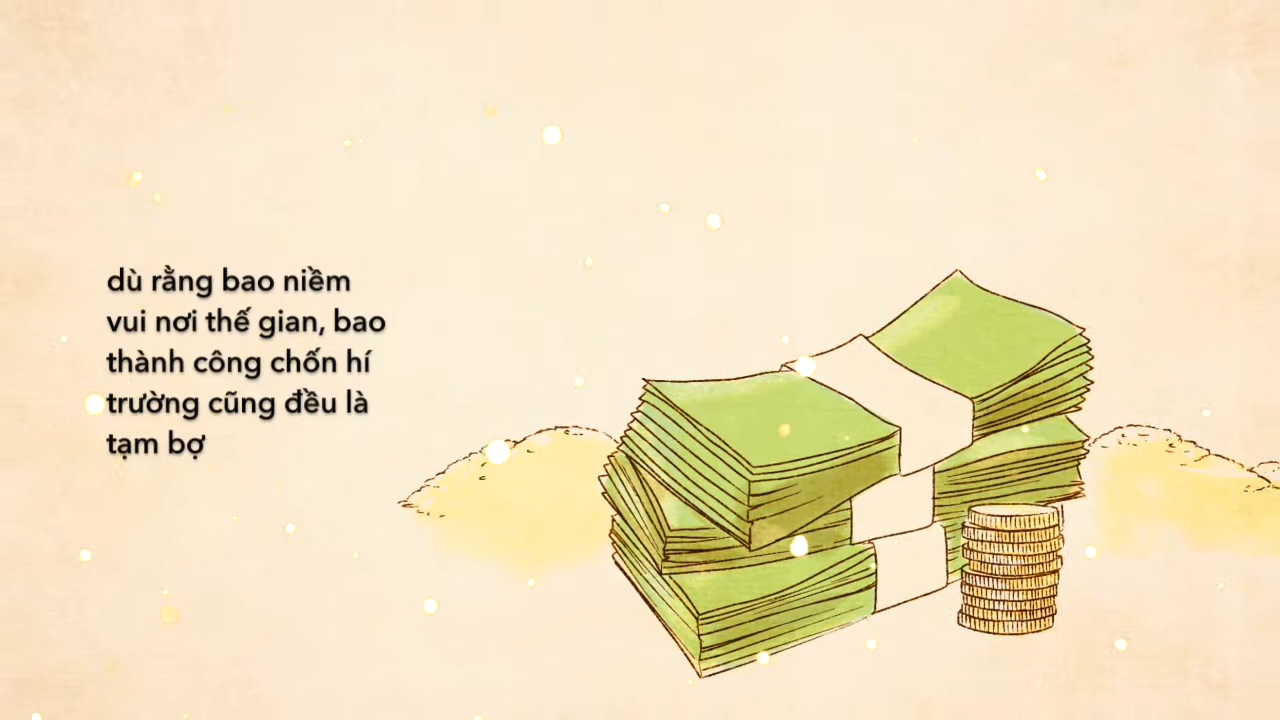 dù rằng bao niềm
vui nơi thế gian, bao
thành công chốn hí
trường cũng đều là
tạm bợ